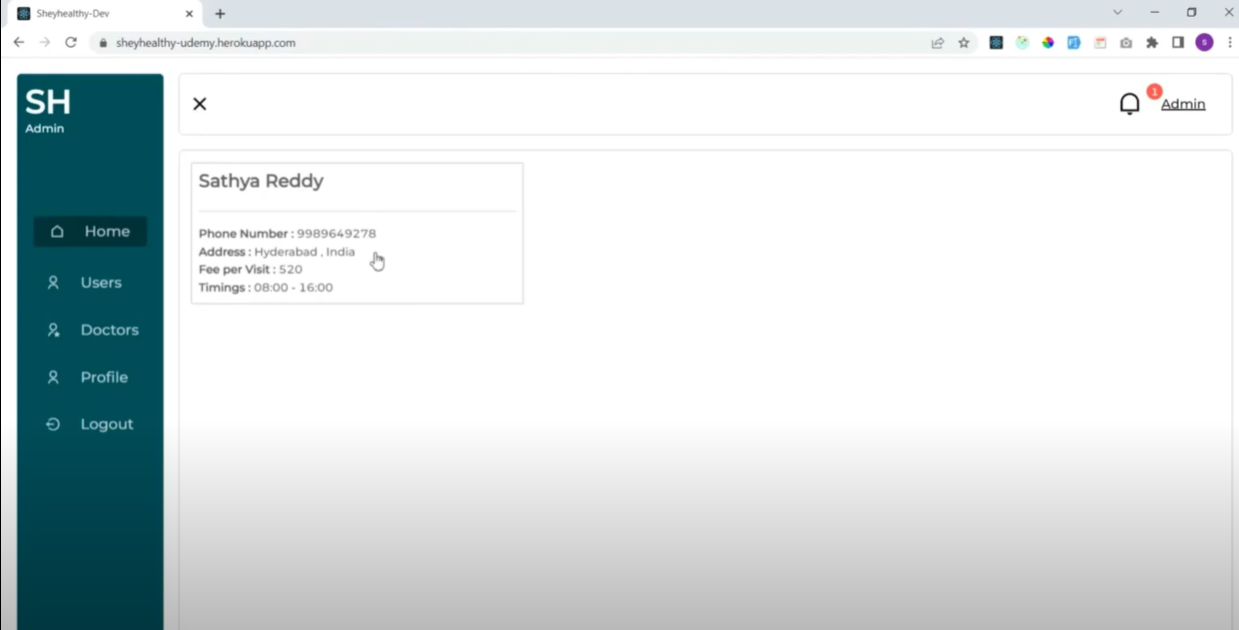 Sheyhealthy-Dev
sheyhealthy-udemy.herokuapp.com
S
SH
Admin
1
Admin
Home
Users
Doctors
Profile
Logout
Sathya Reddy
Phone Number : 9989649278
Address : Hyderabad , India
Fee per Visit : 520
Timings : 08:00 - 16:00